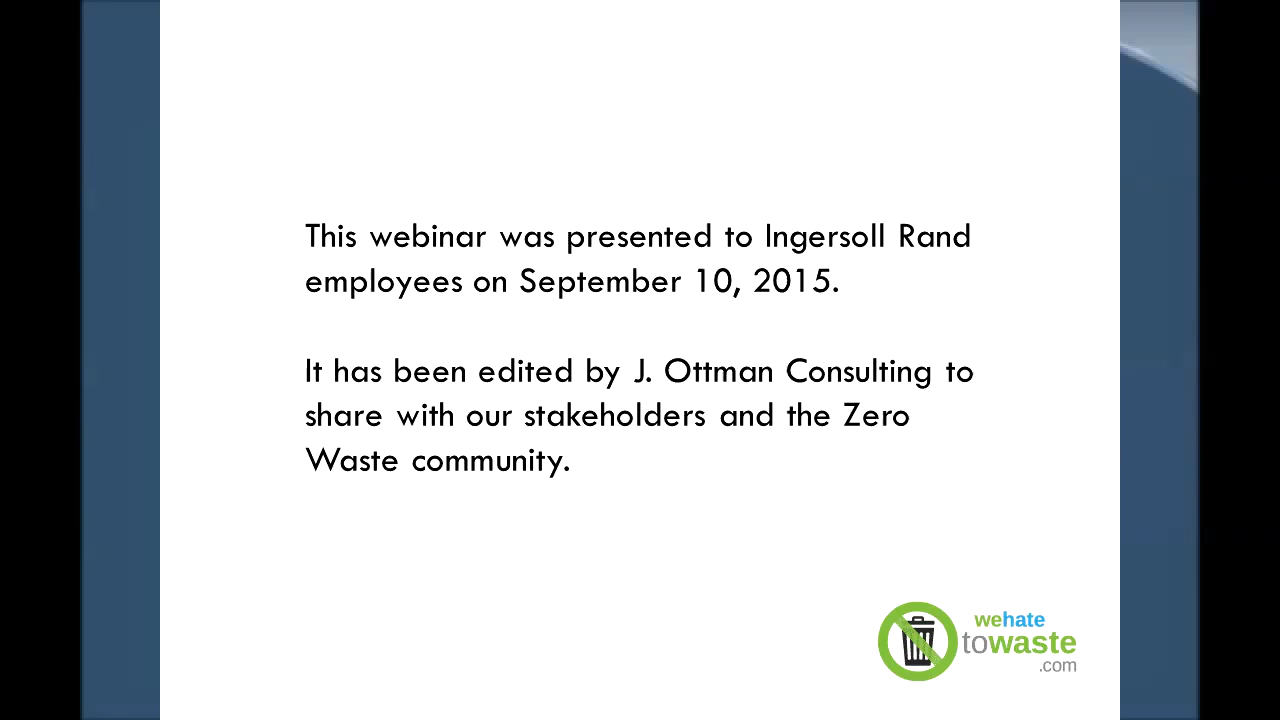 This webinar was presented to Ingersoll Rand
employees on September 10, 2015.
It has been edited by J. Ottman Consulting to
share with our stakeholders and the Zero
Waste community.
wehate
towaste
.com